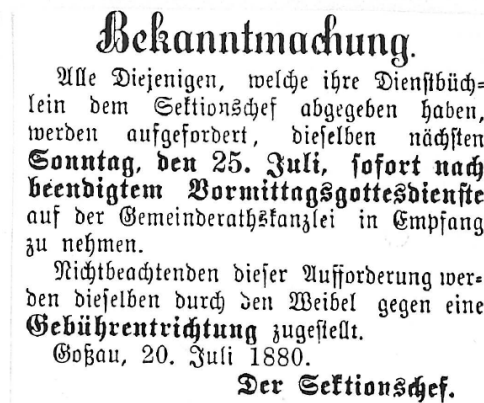 Bekanntmachung.
Alle Diejenigen, welche ihre Dienstbüch-
lein dem Sektionschef abgegeben haben,
werden aufgefordert, dieselben nächsten
Sonntag, den 25. Juli, sofort nach
beendigtem Vormittagsgottesdienste
auf der Gemeinderathskanzlei in Empfang
zu nehmen.
Nichtbeachtenden dieser Aufforderung wer-
den dieselben durch den Weibel gegen eine
Gebührentrichtung zugestellt.
Goßau, 20. Juli 1880.
Der Sektionschef.